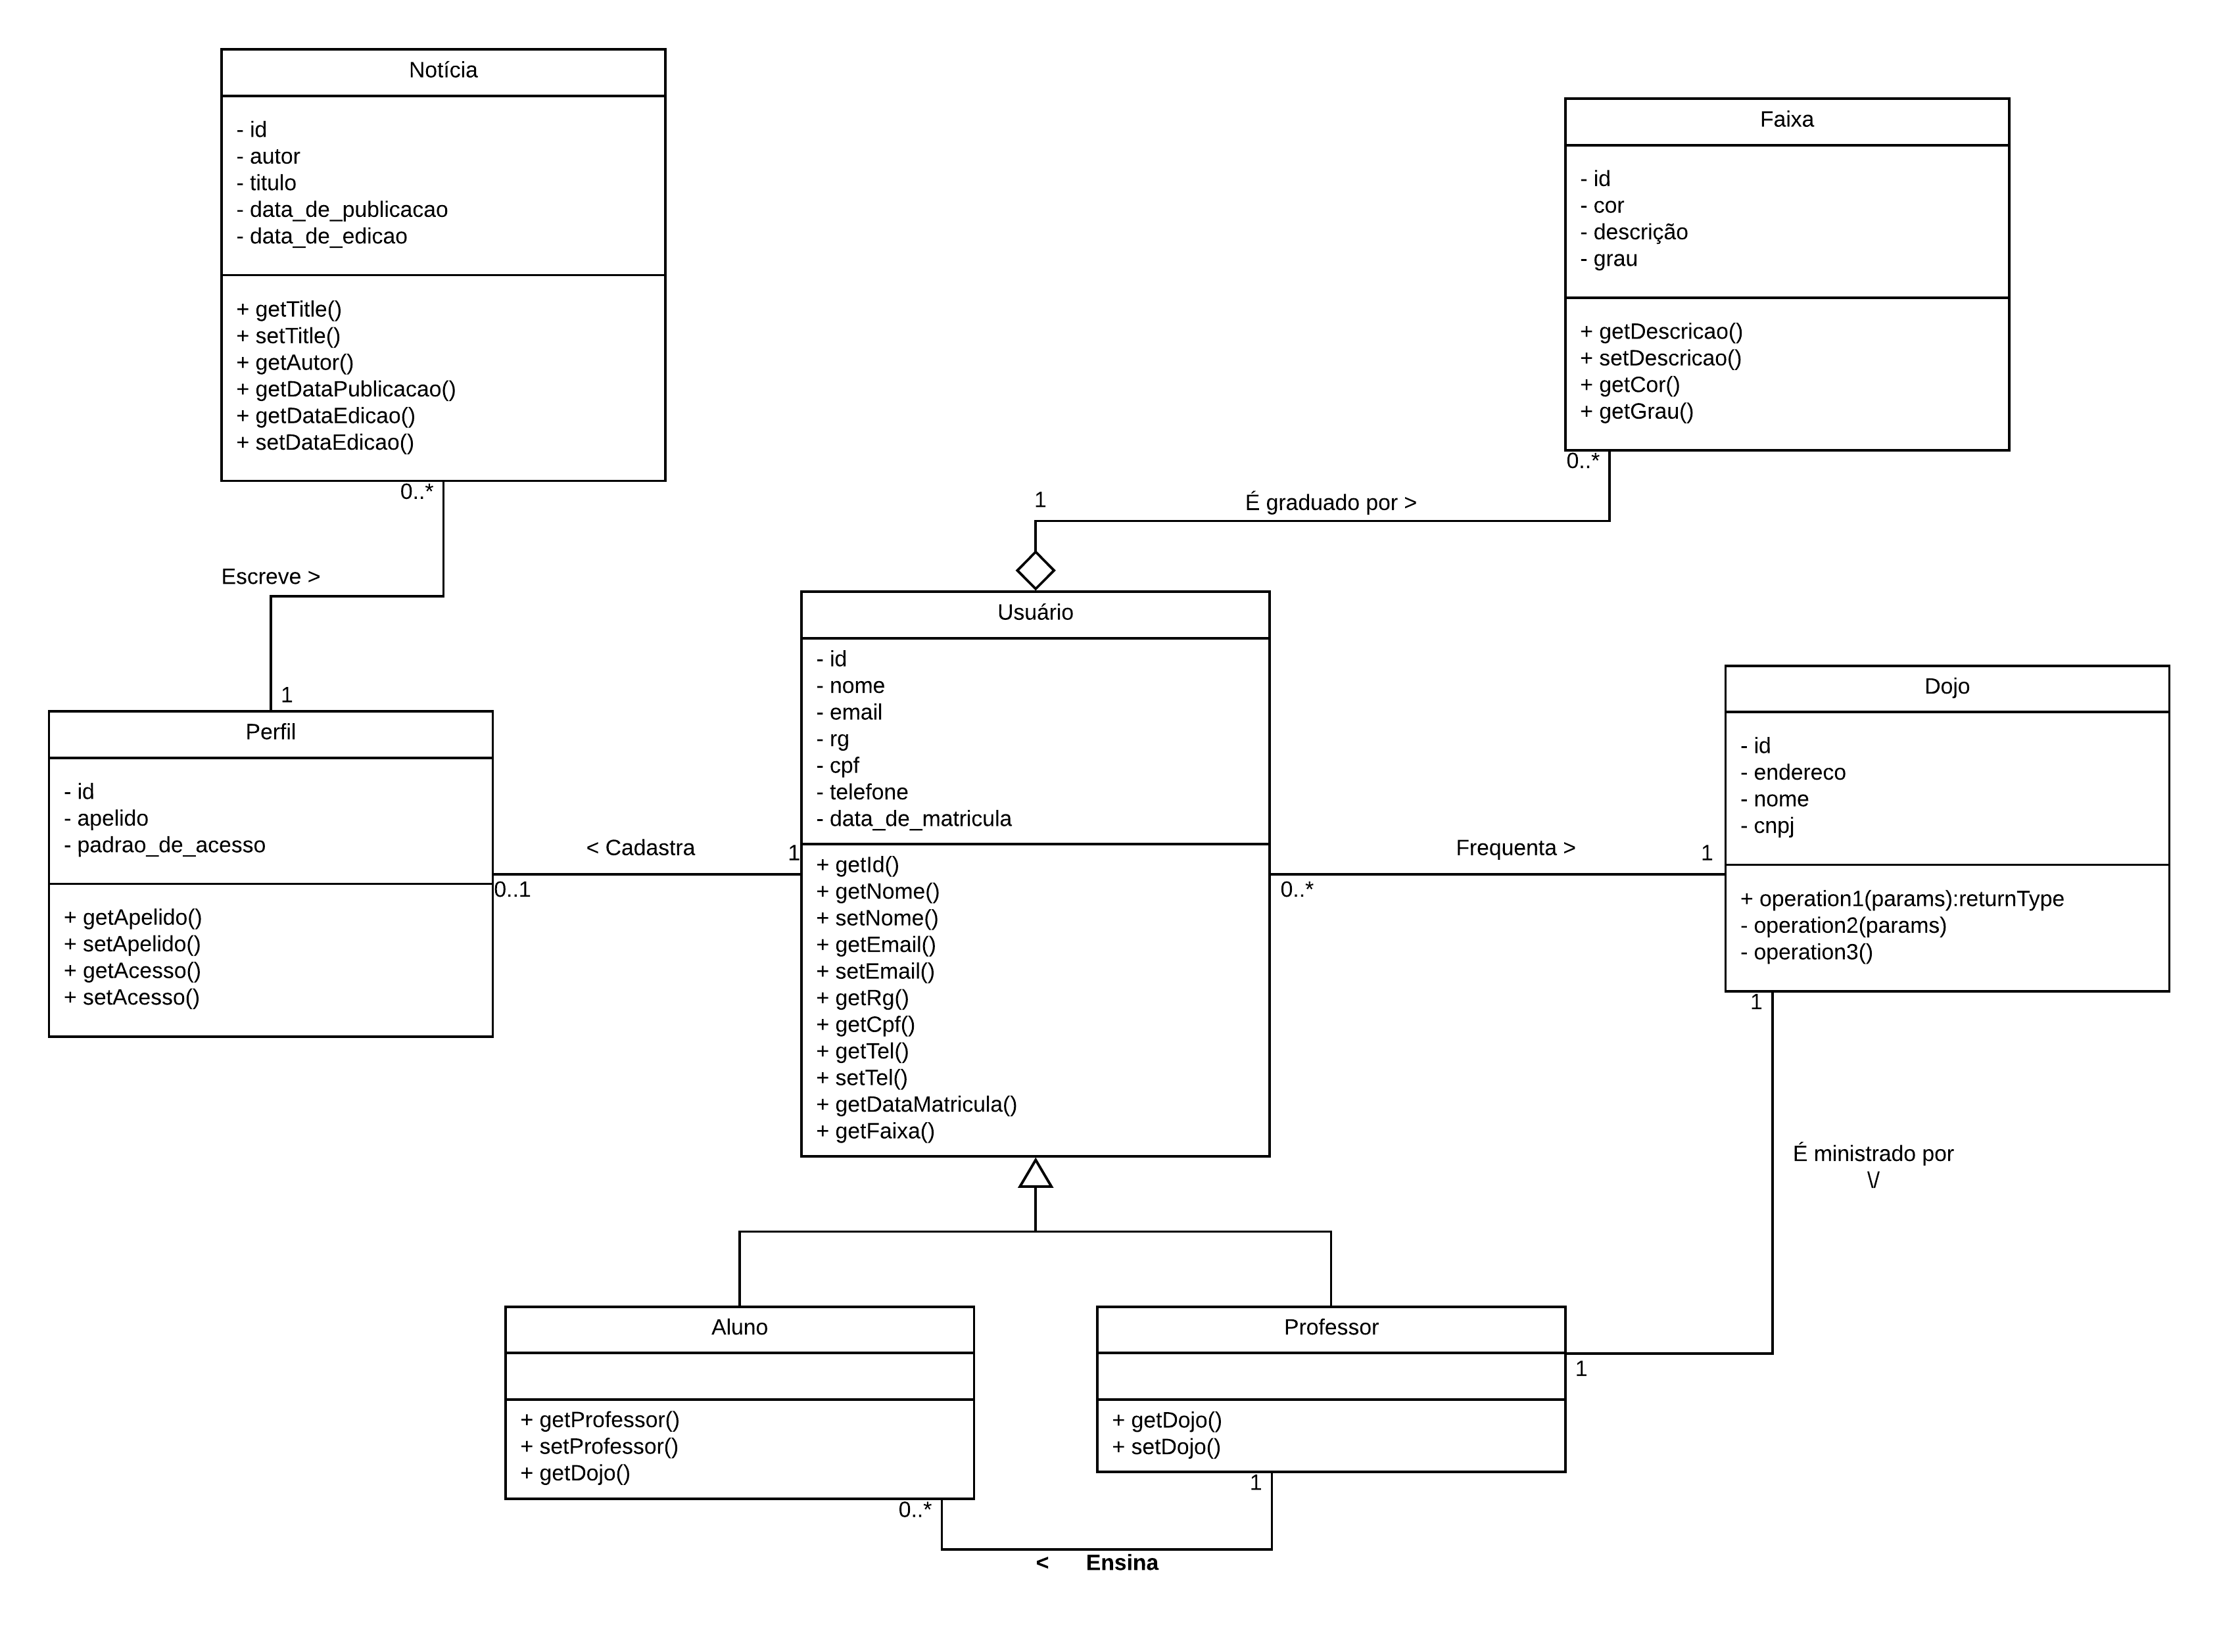 Notícia
- id
- autor
- titulo
- data_de_publicacao
- data_de_edicao
+ getTitle()
+ setTitle()
+ getAutor()
+ getDataPublicacao()
+ getDataEdicao()
+ setDataEdicao()
0..*
Escreve >
1
Faixa
- id
- cor
- descrição
- grau
+ getDescricao()
+ setDescricao()
+ getCor()
+ getGrau()
0..*
É graduado por >
1
Perfil
- id
- apelido
- padrao_de_acesso
+ getApelido()
+ setApelido()
+ getAcesso()
+ setAcesso()
< Cadastra
0..1
1
Usuário
- id
- nome
- email
- rg
- cpf
- telefone
- data_de_matricula
+ getId()
+ getNome()
+ setNome()
+ getEmail()
+ setEmail()
+ getRg()
+ getCpf()
+ getTel()
+ setTel()
+ getDataMatricula()
+ getFaixa()
Frequenta >
0..*
1
Dojo
- id
- endereco
- nome
- cnpj
+ operation1(params):returnType
- operation2(params)
- operation3()
1
É ministrado por
\/
1
Aluno
+ getProfessor()
+ setProfessor()
+ getDojo()
0..*
Professor
+ getDojo()
+ setDojo()
1
< Ensina